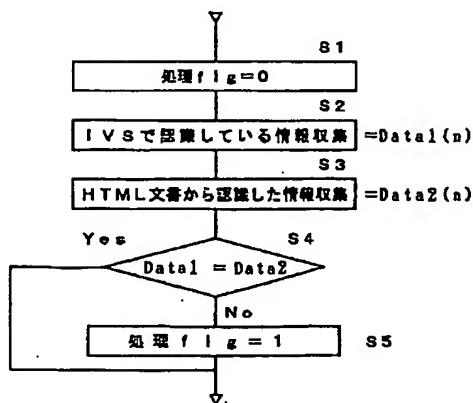 S1
処理flg=0
S2
IVSで認識している情報収集 =Data1(n)
S3
HTML文書から認識した情報収集 =Data2(n)
Yes S4
Data1 = Data2
No
処理flg=1 S5